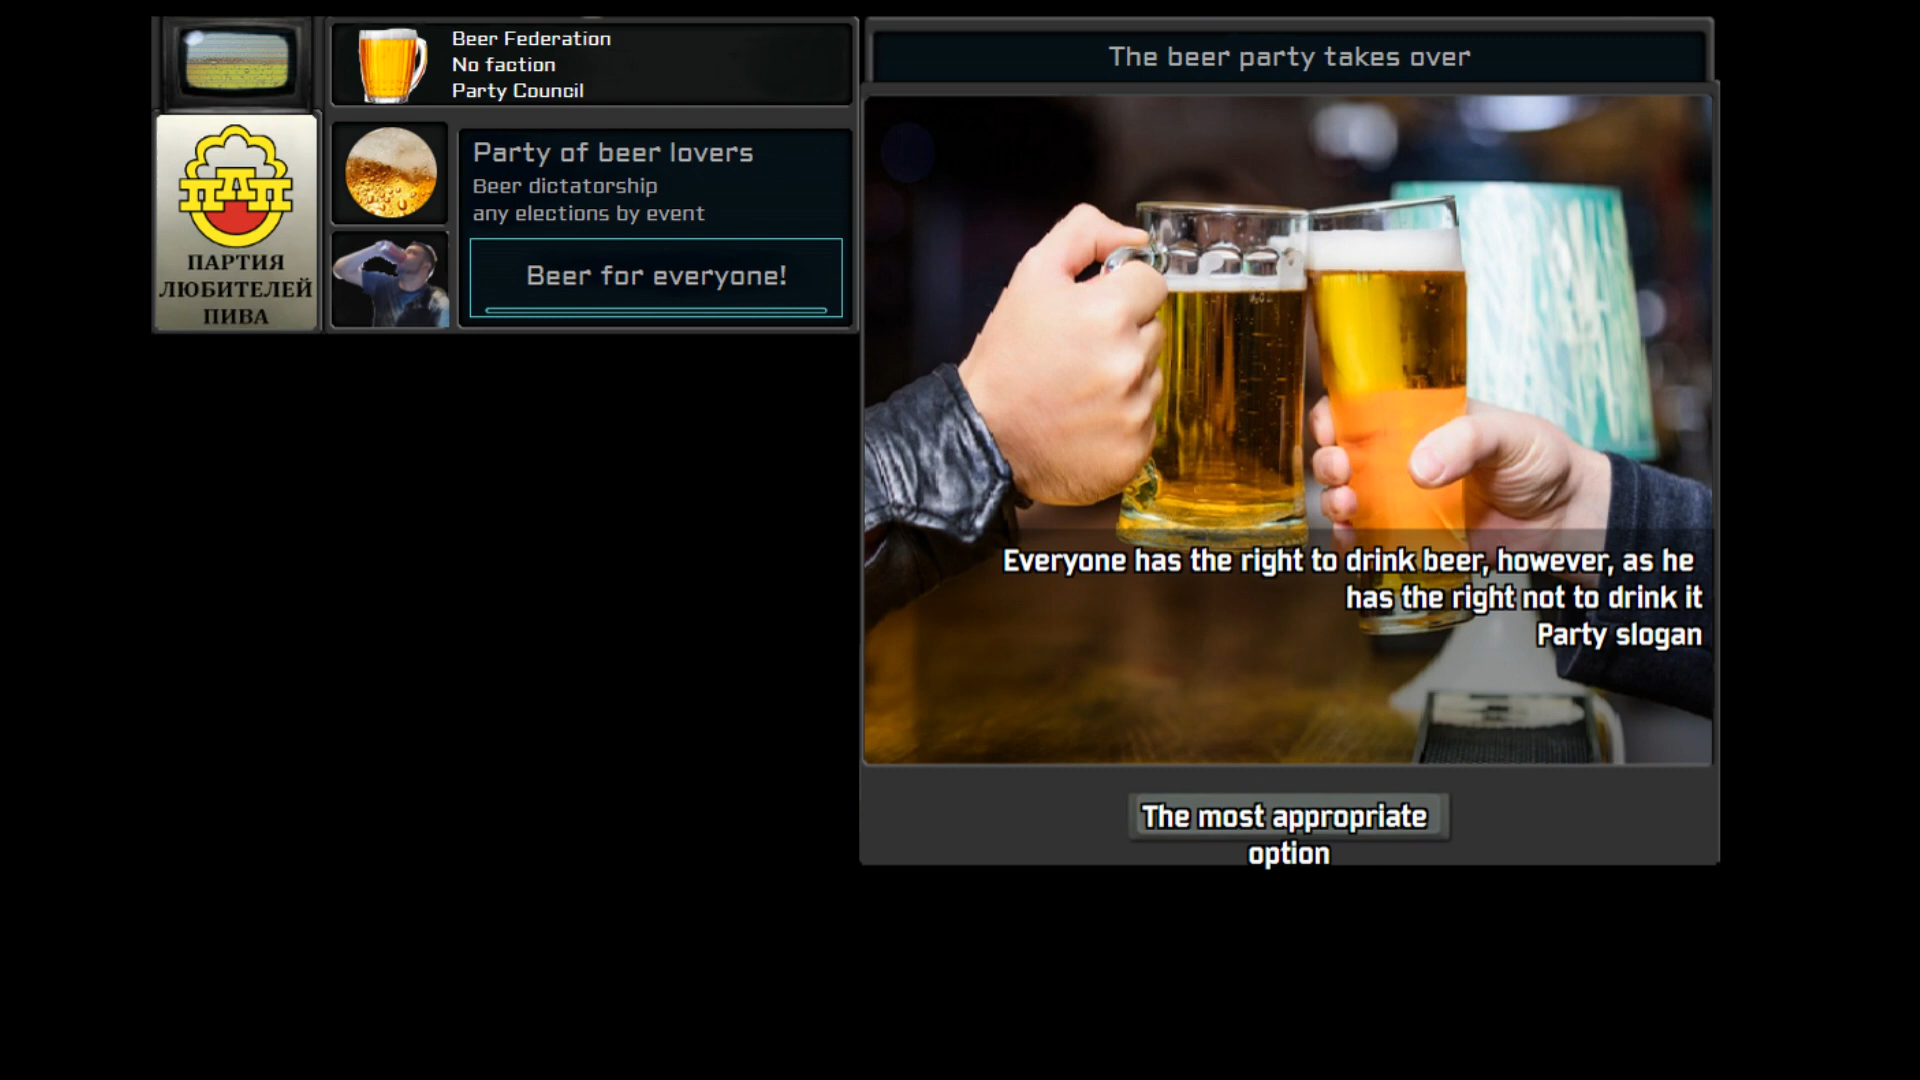 Beer Federation
No faction
Party Council
ПЛП
ПАРТИЯ
ЛЮБИТЕЛЕЙ
ПИВА
Party of beer lovers
Beer dictatorship
any elections by event
Beer for everyone!
The beer party takes over
Everyone has the right to drink beer, however, as he
has the right not to drink it
Party slogan
The most appropriate
option